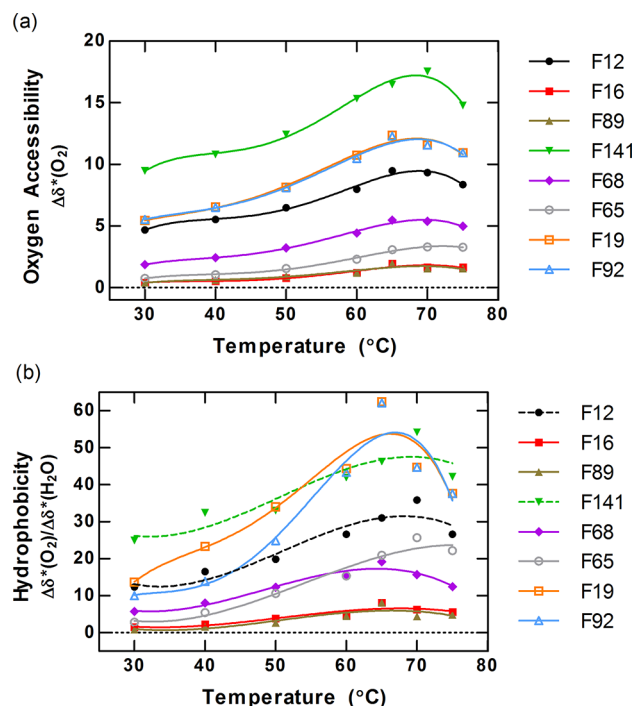 (a)
20
15
10
5
0
Oxygen Accessibility
Δδ*(O₂)
30 40 50 60 70 80
Temperature (°C)
F12
F16
F89
F141
F68
F65
F19
F92
(b)
60
50
40
30
20
10
0
Hydrophobicity
Δδ*(O₂)/Δδ*(H₂O)
30 40 50 60 70 80
Temperature (°C)
F12
F16
F89
F141
F68
F65
F19
F92